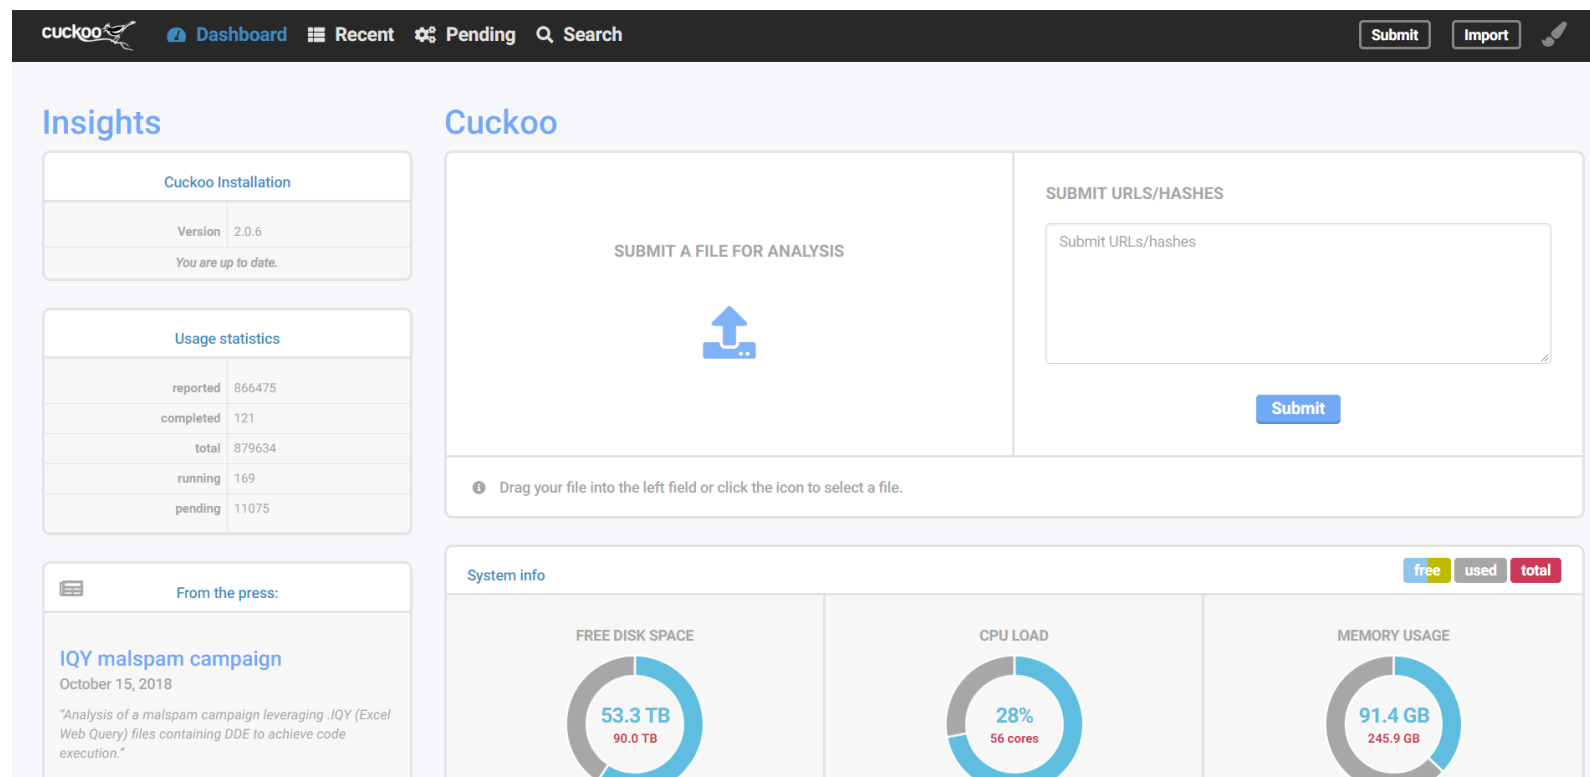 cuckoo Dashboard Recent Pending Search Submit Import
Insights
Cuckoo Installation
Version 2.0.6
You are up to date.
Usage statistics
reported 866475
completed 121
total 879634
running 169
pending 11075
From the press:
IQY malspam campaign
October 15, 2018
"Analysis of a malspam campaign leveraging .IQY (Excel
Web Query) files containing DDE to achieve code
execution."
Cuckoo
SUBMIT A FILE FOR ANALYSIS
SUBMIT URLS/HASHES
Submit URLs/hashes
Submit
Drag your file into the left field or click the icon to select a file.
System info
free used total
FREE DISK SPACE
53.3 TB
90.0 TB
CPU LOAD
28%
56 cores
MEMORY USAGE
91.4 GB
245.9 GB